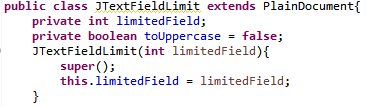 public class JTextFieldLimit extends PlainDocument{
    private int limitedField;
    private boolean toUppercase = false;
    JTextFieldLimit(int limitedField){
        super();
        this.limitedField = limitedField;
    }